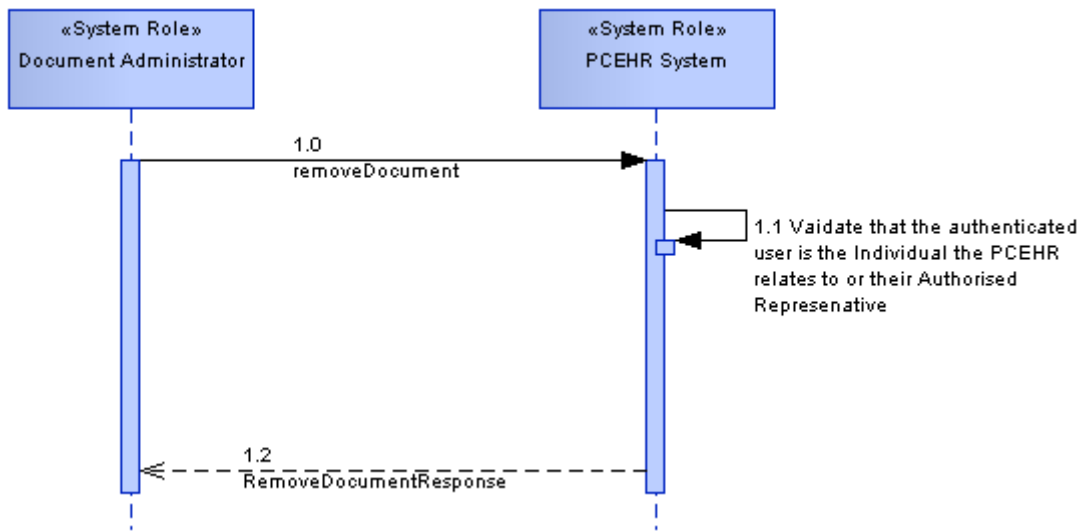 «System Role»
Document Administrator
«System Role»
PCEHR System
1.0
removeDocument
1.1 Vaidate that the authenticated
user is the Individual the PCEHR
relates to or their Authorised
Represenative
1.2
RemoveDocumentResponse